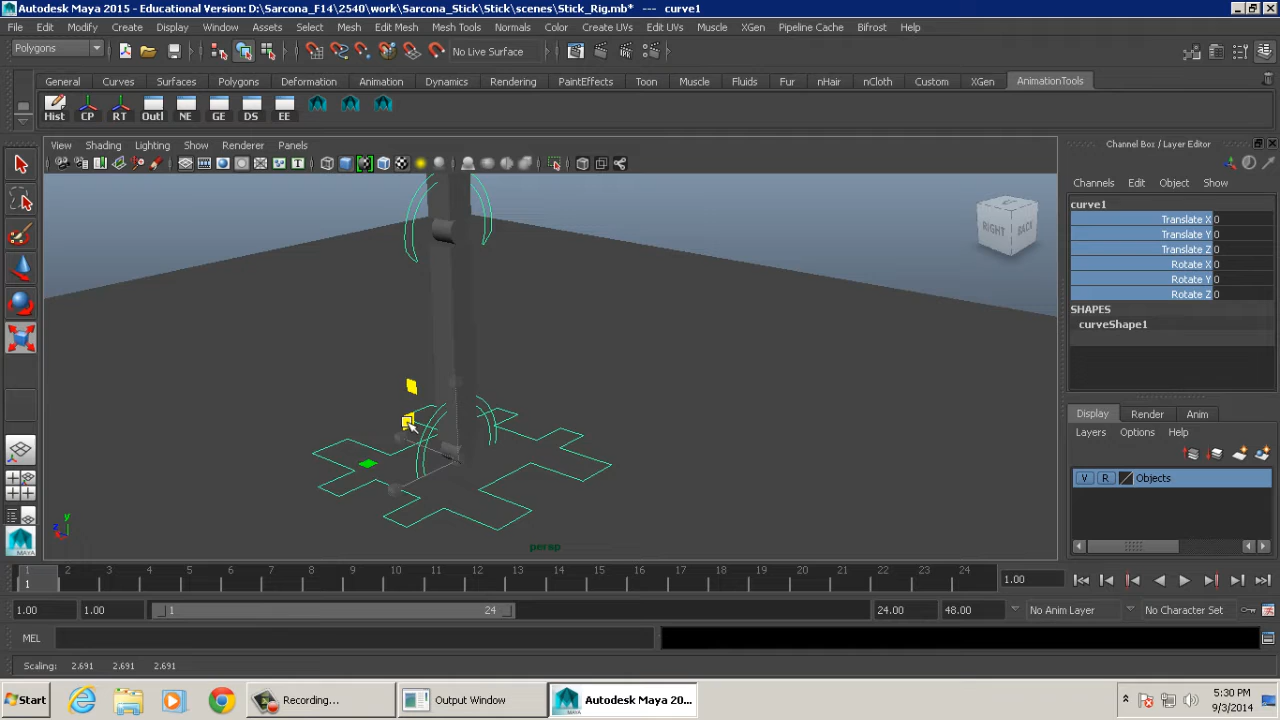 Autodesk Maya 2015 - Educational Version: D:\Sarcona_F14\2540\work\Sarcona_Stick\Stick\scenes\Stick_Rig.mb* --- curve1
File Edit Modify Create Display Window Assets Select Mesh Edit Mesh Mesh Tools Normals Color Create UVs Edit UVs Muscle XGen Pipeline Cache Bifrost Help
Polygons
No Live Surface
General Curves Surfaces Polygons Deformation Animation Dynamics Rendering PaintEffects Toon Muscle Fluids Fur nHair nCloth Custom XGen AnimationTools
Hist CP RT Outl NE GE DS EE
View Shading Lighting Show Renderer Panels
Channel Box / Layer Editor
Channels Edit Object Show
curve1
Translate X 0
Translate Y 0
Translate Z 0
Rotate X 0
Rotate Y 0
Rotate Z 0
SHAPES
curveShape1
RIGHT BACK
Display Render Anim
Layers Options Help
V R Objects
y
z
persp
MAYA
1 2 3 4 5 6 7 8 9 10 11 12 13 14 15 16 17 18 19 20 21 22 23 24
1
1.00
1.00 1.00 1 24 24.00 48.00 No Anim Layer No Character Set
MEL
Scaling: 2.691 2.691 2.691
Start Recording... Output Window Autodesk Maya 20...
5:30 PM
9/3/2014